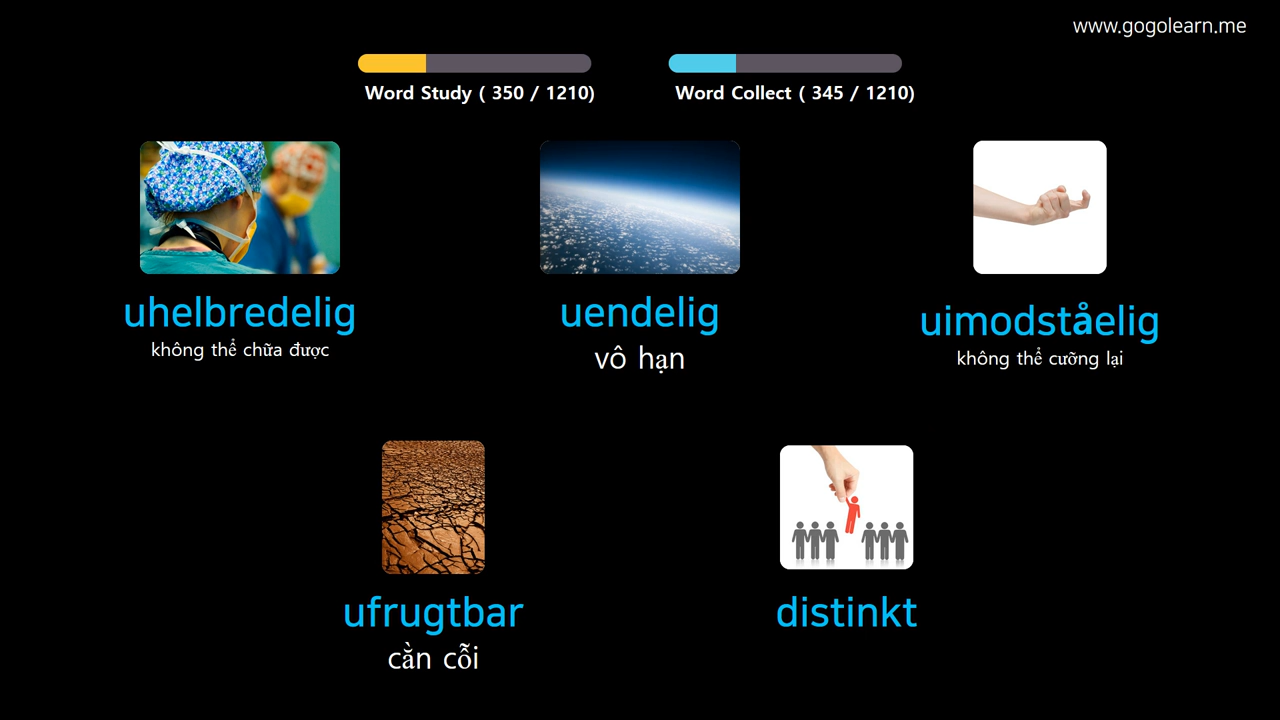 www.gogolearn.me
Word Study ( 350 / 1210)
Word Collect ( 345 / 1210)
uhelbredelig
không thể chữa được
uendelig
vô hạn
uimodståelig
không thể cưỡng lại
ufrugtbar
cằn cỗi
distinkt